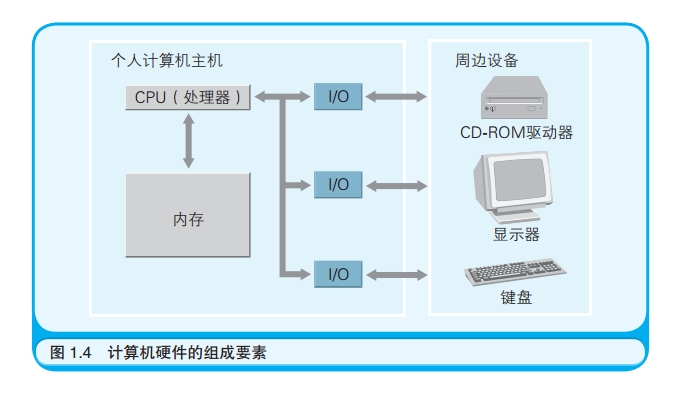 个人计算机主机
周边设备
CPU（处理器）
I/O
CD-ROM驱动器
I/O
内存
显示器
I/O
键盘
图 1.4 计算机硬件的组成要素